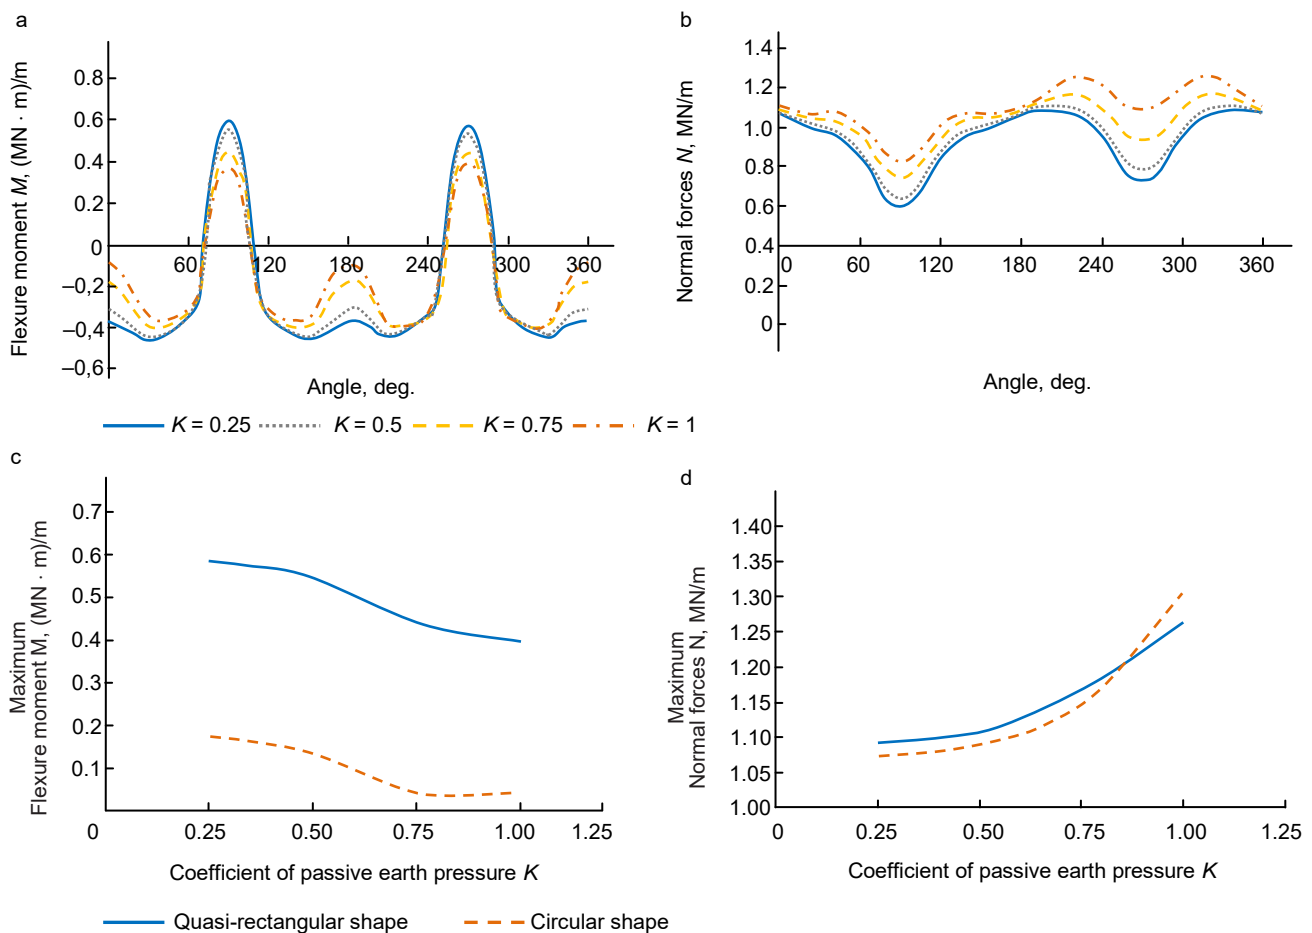 a
Flexure moment M, (MN · m)/m
0.8
0.6
0.4
0.2
0
–0.2
–0,4
–0,6
60 120 180 240 300 360
Angle, deg.
b
Normal forces N, MN/m
1.4
1.2
1.0
0.8
0.6
0.4
0.2
0
0 60 120 180 240 300 360
Angle, deg.
K = 0.25 K = 0.5 K = 0.75 K = 1
c
Maximum
Flexure moment M, (MN · m)/m
0.7
0.6
0.5
0.4
0.3
0.2
0.1
0 0.25 0.50 0.75 1.00 1.25
Coefficient of passive earth pressure K
d
Maximum
Normal forces N, MN/m
1.40
1.35
1.30
1.25
1.20
1.15
1.10
1.05
1.00
0 0.25 0.50 0.75 1.00 1.25
Coefficient of passive earth pressure K
Quasi-rectangular shape Circular shape